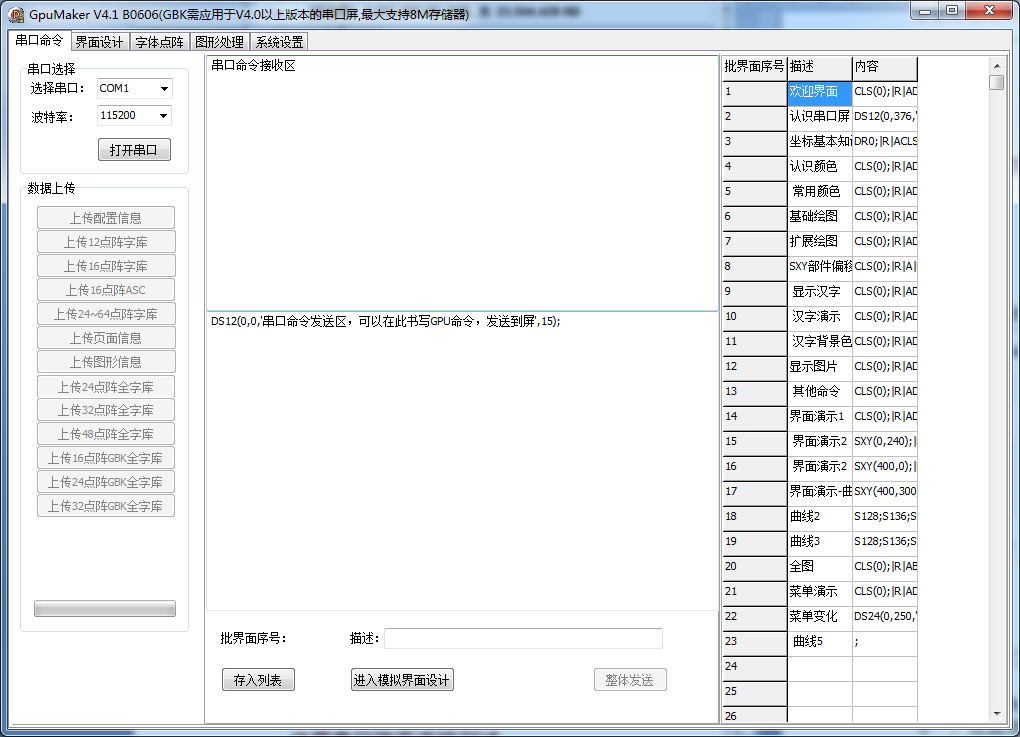 GpuMaker V4.1 B0606(GBK需应用于V4.0以上版本的串口屏,最大支持8M存储器)
串口命令 界面设计 字体点阵 图形处理 系统设置
串口选择
选择串口： COM1
波特率： 115200
打开串口
数据上传
上传配置信息
上传12点阵字库
上传16点阵字库
上传16点阵ASC
上传24~64点阵字库
上传页面信息
上传图形信息
上传24点阵全字库
上传32点阵全字库
上传48点阵全字库
上传16点阵GBK全字库
上传24点阵GBK全字库
上传32点阵GBK全字库
串口命令接收区
DS12(0,0,'串口命令发送区，可以在此书写GPU命令，发送到屏',15);
批界面序号： 描述：
存入列表 进入模拟界面设计 整体发送
批界面序号 描述 内容
1 欢迎界面 CLS(0);|R|AD
2 认识串口屏 DS12(0,376,'
3 坐标基本知 DR0;|R|ACLS
4 认识颜色 CLS(0);|R|AD
5 常用颜色 CLS(0);|R|AD
6 基础绘图 CLS(0);|R|AD
7 扩展绘图 CLS(0);|R|AD
8 SXY部件偏移 CLS(0);|R|A|
9 显示汉字 CLS(0);|R|AD
10 汉字演示 CLS(0);|R|AD
11 汉字背景色 CLS(0);|R|AD
12 显示图片 CLS(0);|R|AD
13 其他命令 CLS(0);|R|AD
14 界面演示1 CLS(0);|R|AD
15 界面演示2 SXY(0,240);|
16 界面演示2 SXY(400,0);|
17 界面演示-曲 SXY(400,300
18 曲线2 S128;S136;S
19 曲线3 S128;S136;S
20 全图 CLS(0);|R|AB
21 菜单演示 CLS(0);|R|AD
22 菜单变化 DS24(0,250,'
23 曲线5 ;
24
25
26